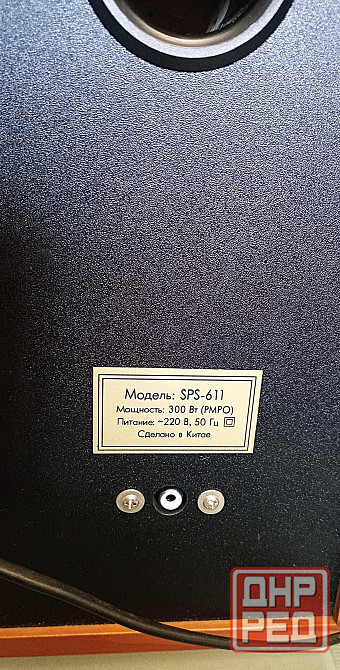 Модель: SPS-611
Мощность: 300 Вт (PMPO)
Питание: ~220 В, 50 Гц
Сделано в Китае
ДНР
РЕД